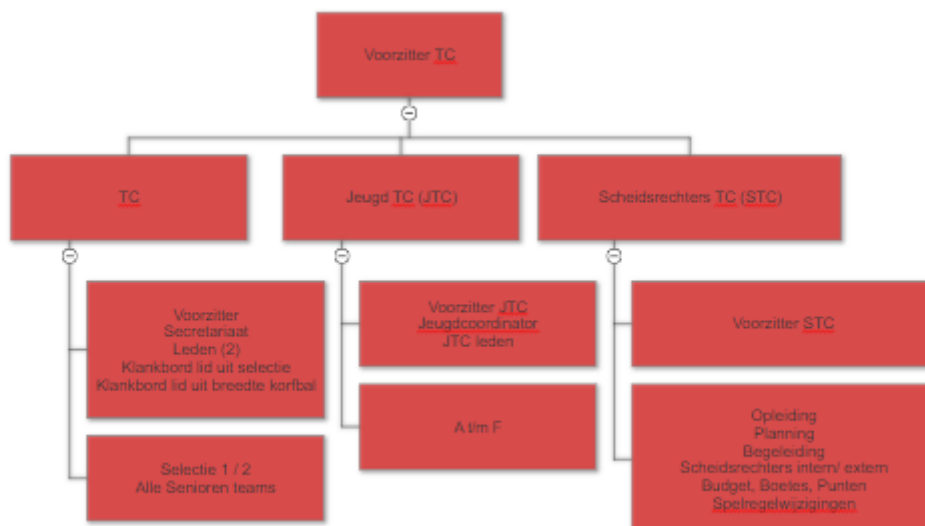 Voorzitter TC
TC
Jeugd TC (JTC)
Scheidsrechters TC (STC)
Voorzitter
Secretariaat
Leden (2)
Klankbord lid uit selectie
Klankbord lid uit breedte korfbal
Selectie 1 / 2
Alle Senioren teams
Voorzitter JTC
Jeugdcoordinator
JTC leden
A t/m F
Voorzitter STC
Opleiding
Planning
Begeleiding
Scheidsrechters intern/ extern
Budget, Boetes, Punten
Spelregelwijzigingen